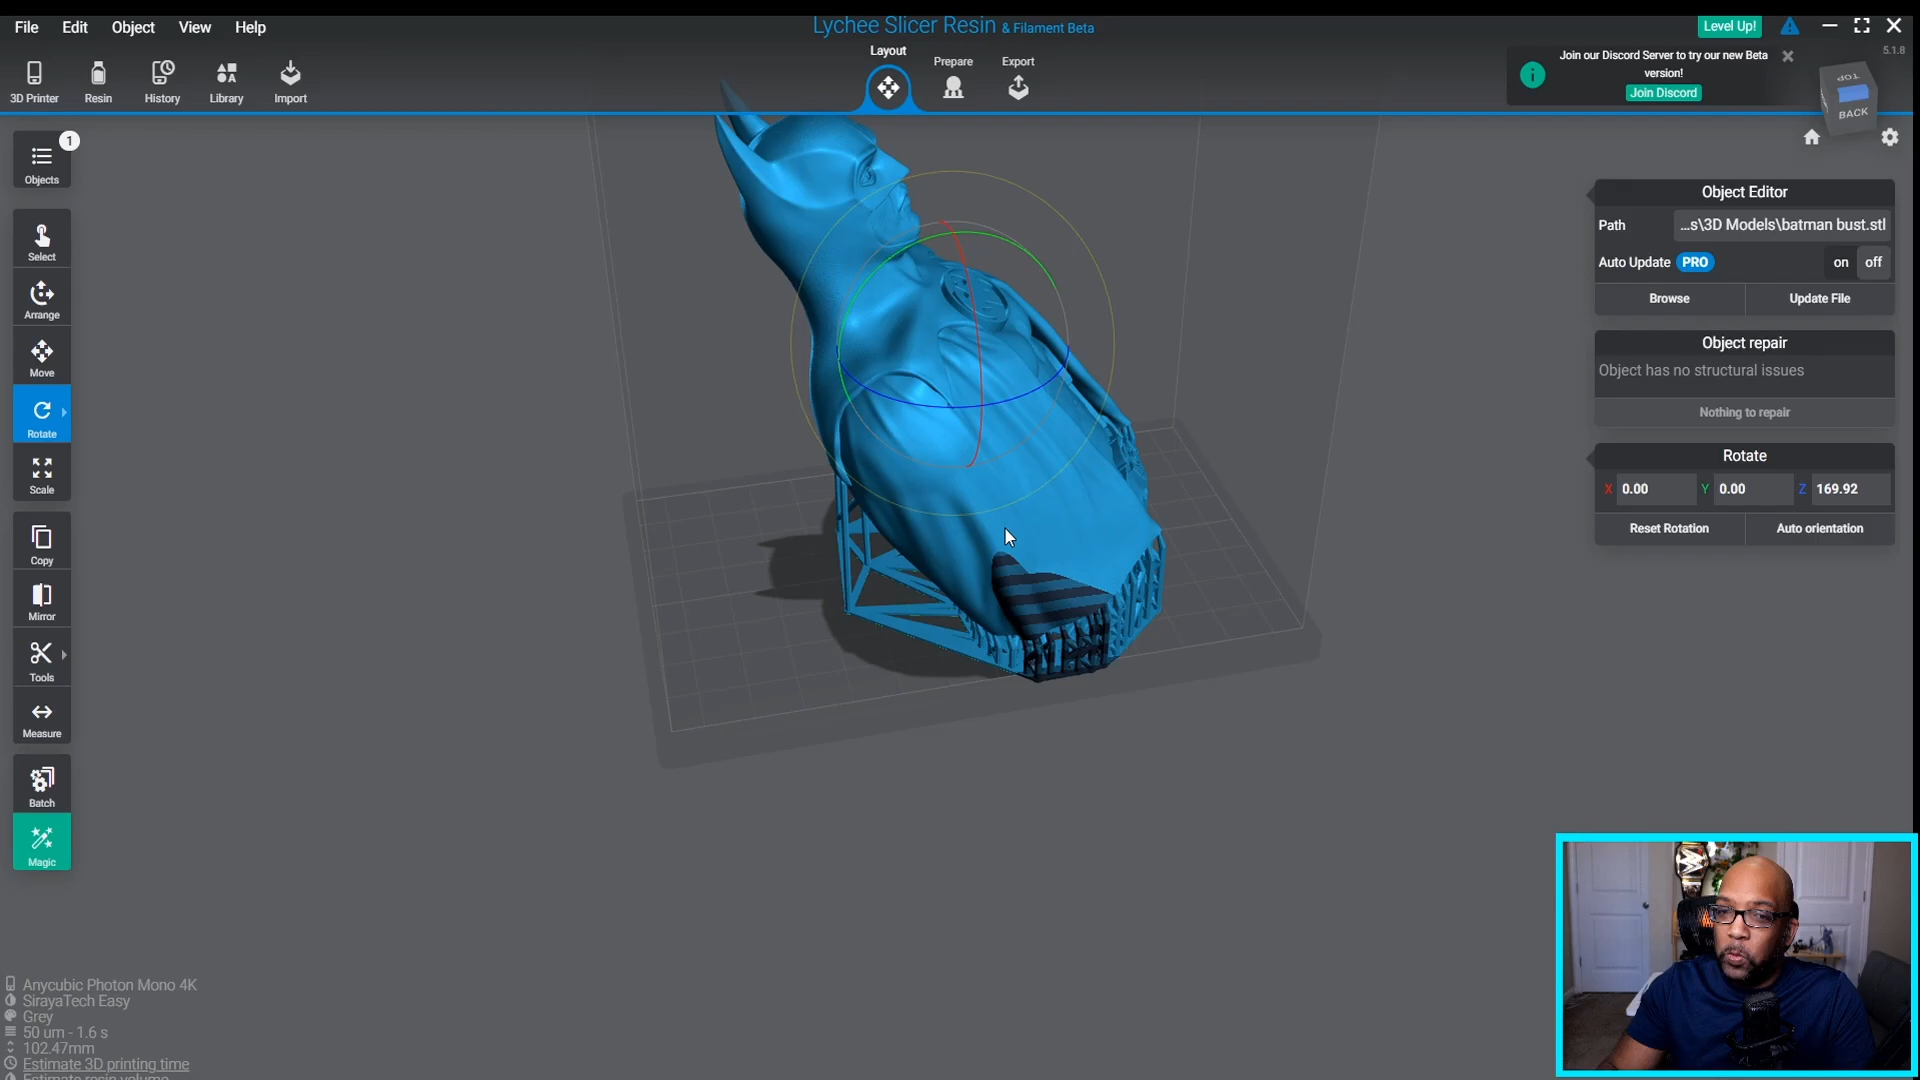 File Edit Object View Help
Lychee Slicer Resin & Filament Beta
Level Up!
5.1.8
3D Printer Resin History Library Import
Layout Prepare Export
Join our Discord Server to try our new Beta
version!
Join Discord
TOP
BACK
1
Objects
Select
Arrange
Move
Rotate
Scale
Copy
Mirror
Tools
Measure
Batch
Magic
Object Editor
Path ...s\3D Models\batman bust.stl
Auto Update PRO on off
Browse Update File
Object repair
Object has no structural issues
Nothing to repair
Rotate
X 0.00 Y 0.00 Z 169.92
Reset Rotation Auto orientation
Anycubic Photon Mono 4K
SirayaTech Easy
Grey
50 um - 1.6 s
102.47mm
Estimate 3D printing time
Estimate resin volume